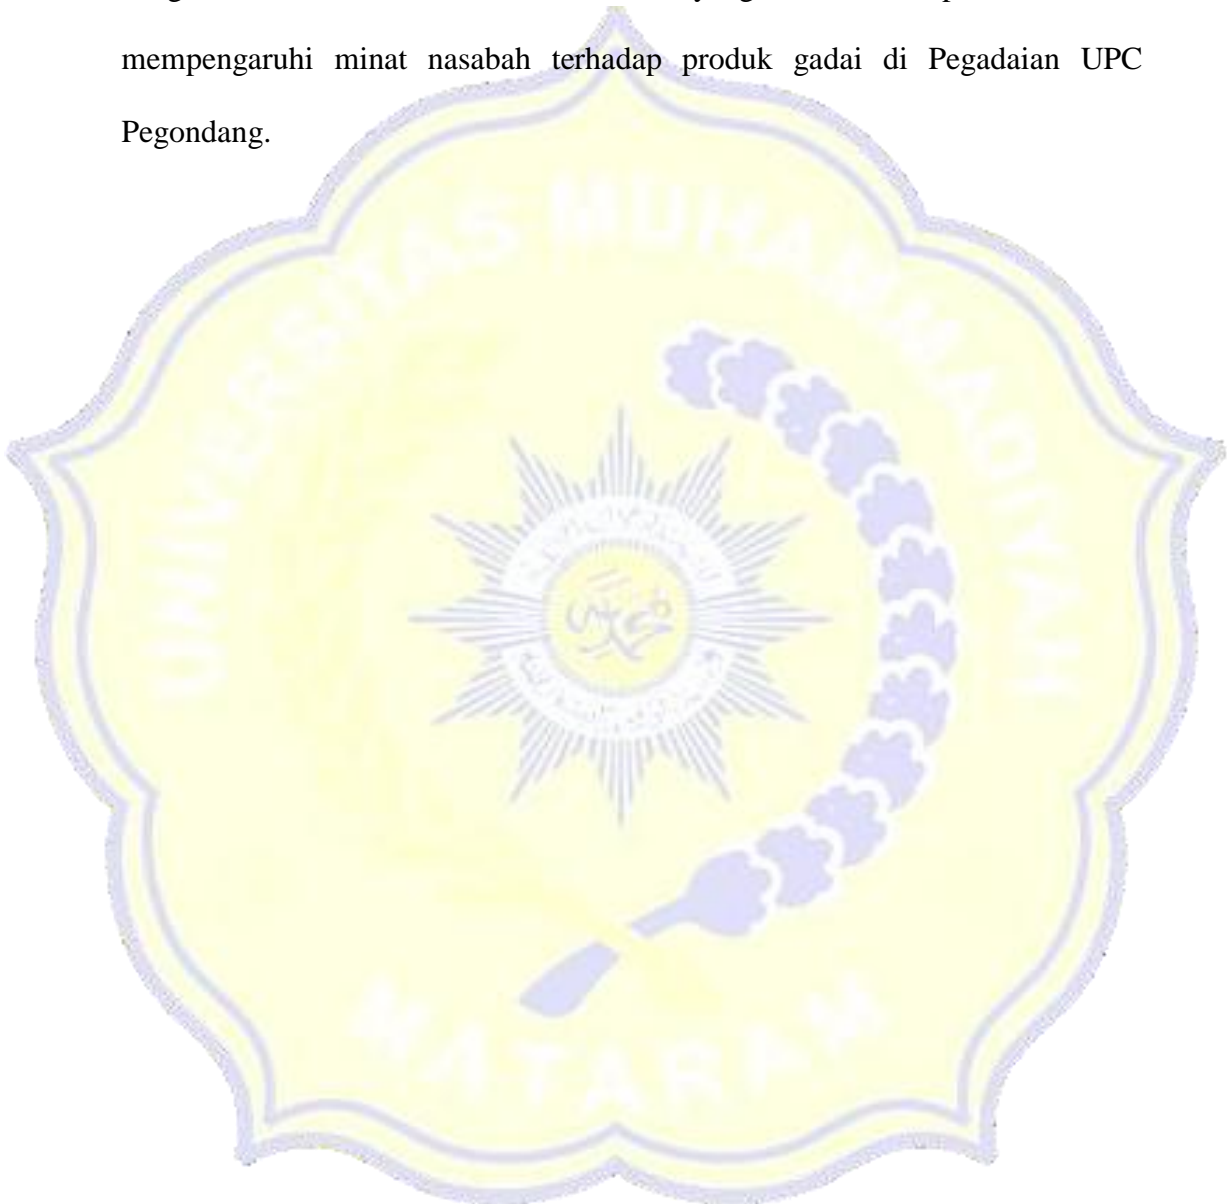 mempengaruhi minat nasabah terhadap produk gadai di Pegadaian UPC
Pegondang.
UNIVERSITAS MUHAMMADIYAH
MATARAM